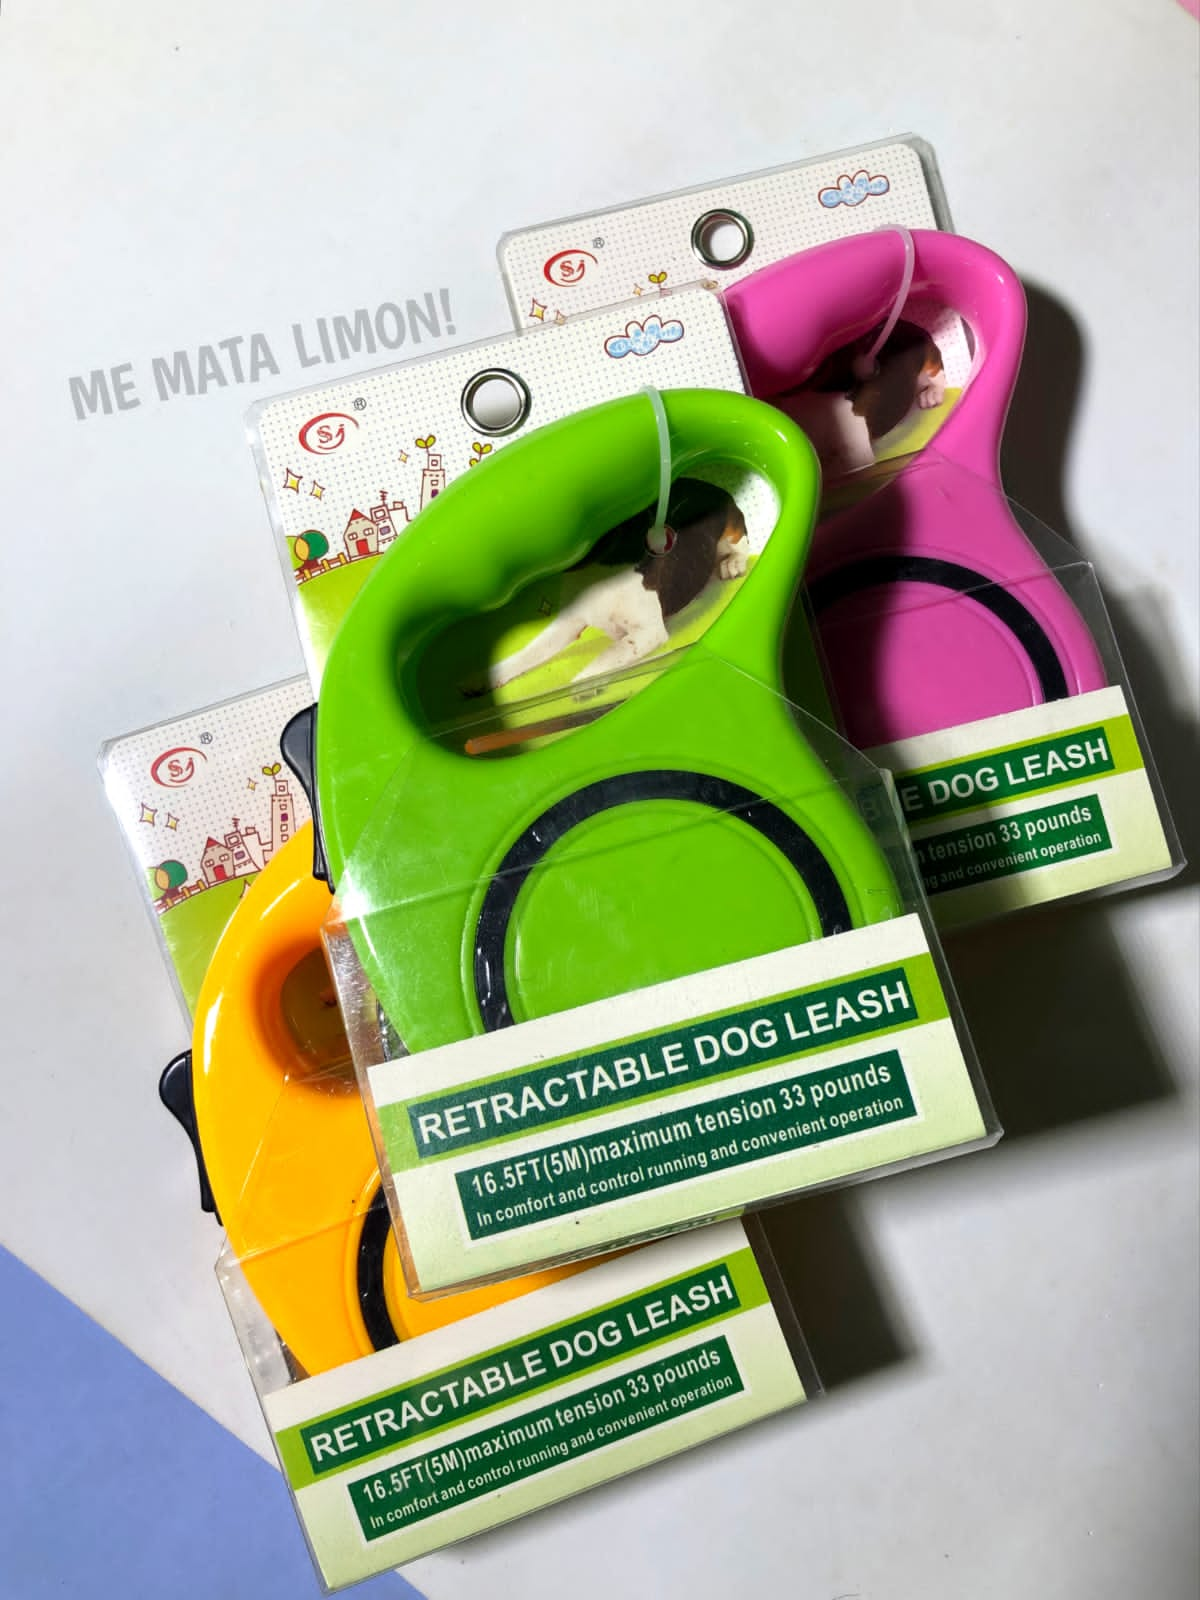 ME MATA LIMON!
®
®
RETRACTABLE DOG LEASH
16.5FT(5M)maximum tension 33 pounds
In comfort and control running and convenient operation
E DOG LEASH
tension 33 pounds
and convenient operation
®
RETRACTABLE DOG LEASH
16.5FT(5M)maximum tension 33 pounds
In comfort and control running and convenient operation